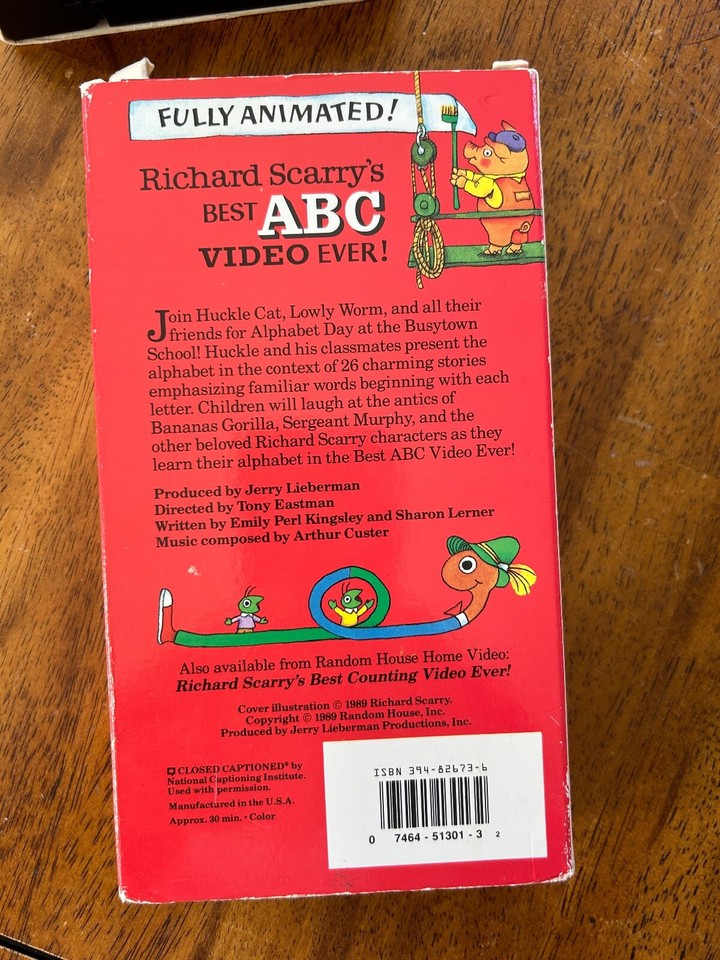 FULLY ANIMATED!
Richard Scarry's
BEST ABC
VIDEO EVER!
Join Huckle Cat, Lowly Worm, and all their
friends for Alphabet Day at the Busytown
School! Huckle and his classmates present the
alphabet in the context of 26 charming stories
emphasizing familiar words beginning with each
letter. Children will laugh at the antics of
Bananas Gorilla, Sergeant Murphy, and the
other beloved Richard Scarry characters as they
learn their alphabet in the Best ABC Video Ever!
Produced by Jerry Lieberman
Directed by Tony Eastman
Written by Emily Perl Kingsley and Sharon Lerner
Music composed by Arthur Custer
Also available from Random House Home Video:
Richard Scarry's Best Counting Video Ever!
Cover illustration © 1989 Richard Scarry.
Copyright © 1989 Random House, Inc.
Produced by Jerry Lieberman Productions, Inc.
CLOSED CAPTIONED® by
National Captioning Institute.
Used with permission.
Manufactured in the U.S.A.
Approx. 30 min. • Color
ISBN 394-82673-6
0 7464-51301-3 2